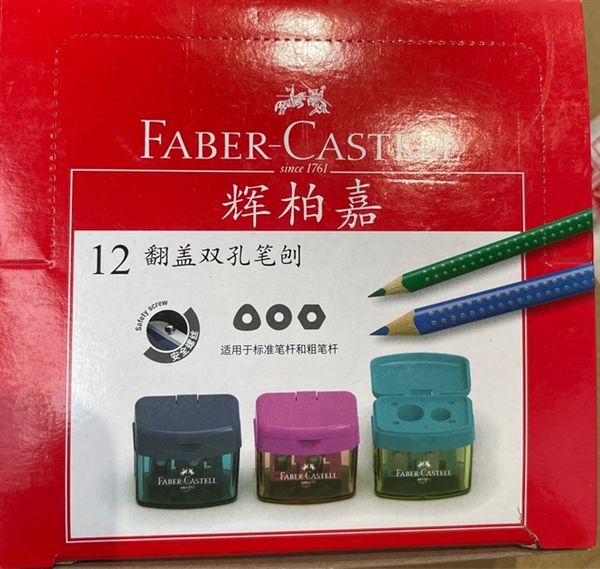 FABER-CASTELL
since 1761
辉柏嘉
12 翻盖双孔笔刨
Safety screw
安全螺丝
适用于标准笔杆和粗笔杆
FABER-CASTELL
FABER-CASTELL
FABER-CASTELL